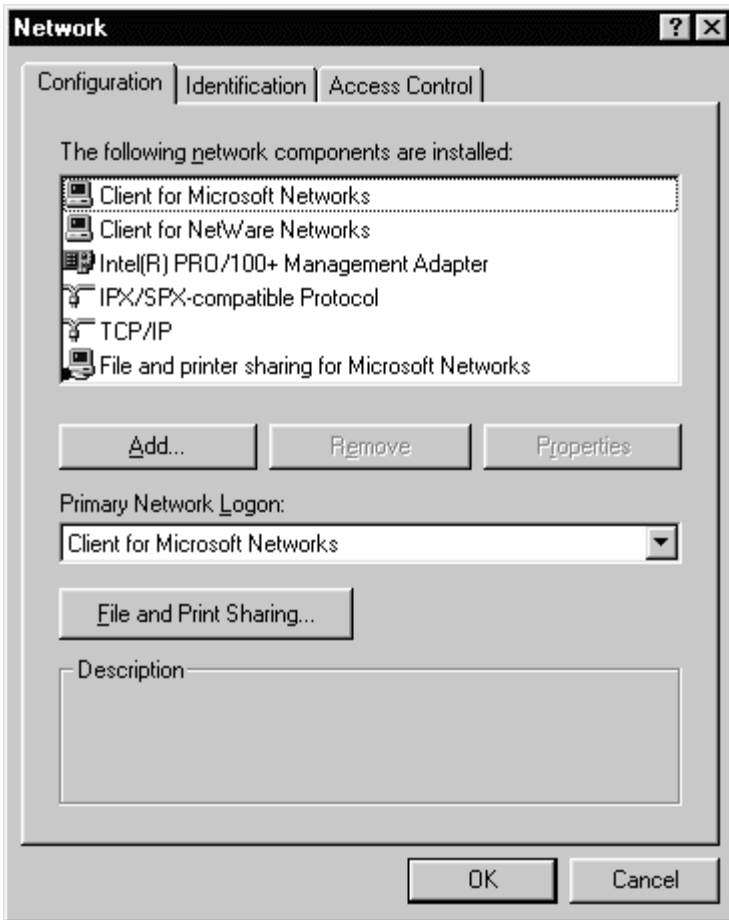 Network
Configuration Identification Access Control
The following network components are installed:
Client for Microsoft Networks
Client for NetWare Networks
Intel(R) PRO/100+ Management Adapter
IPX/SPX-compatible Protocol
TCP/IP
File and printer sharing for Microsoft Networks
Add... Remove Properties
Primary Network Logon:
Client for Microsoft Networks
File and Print Sharing...
Description
OK Cancel